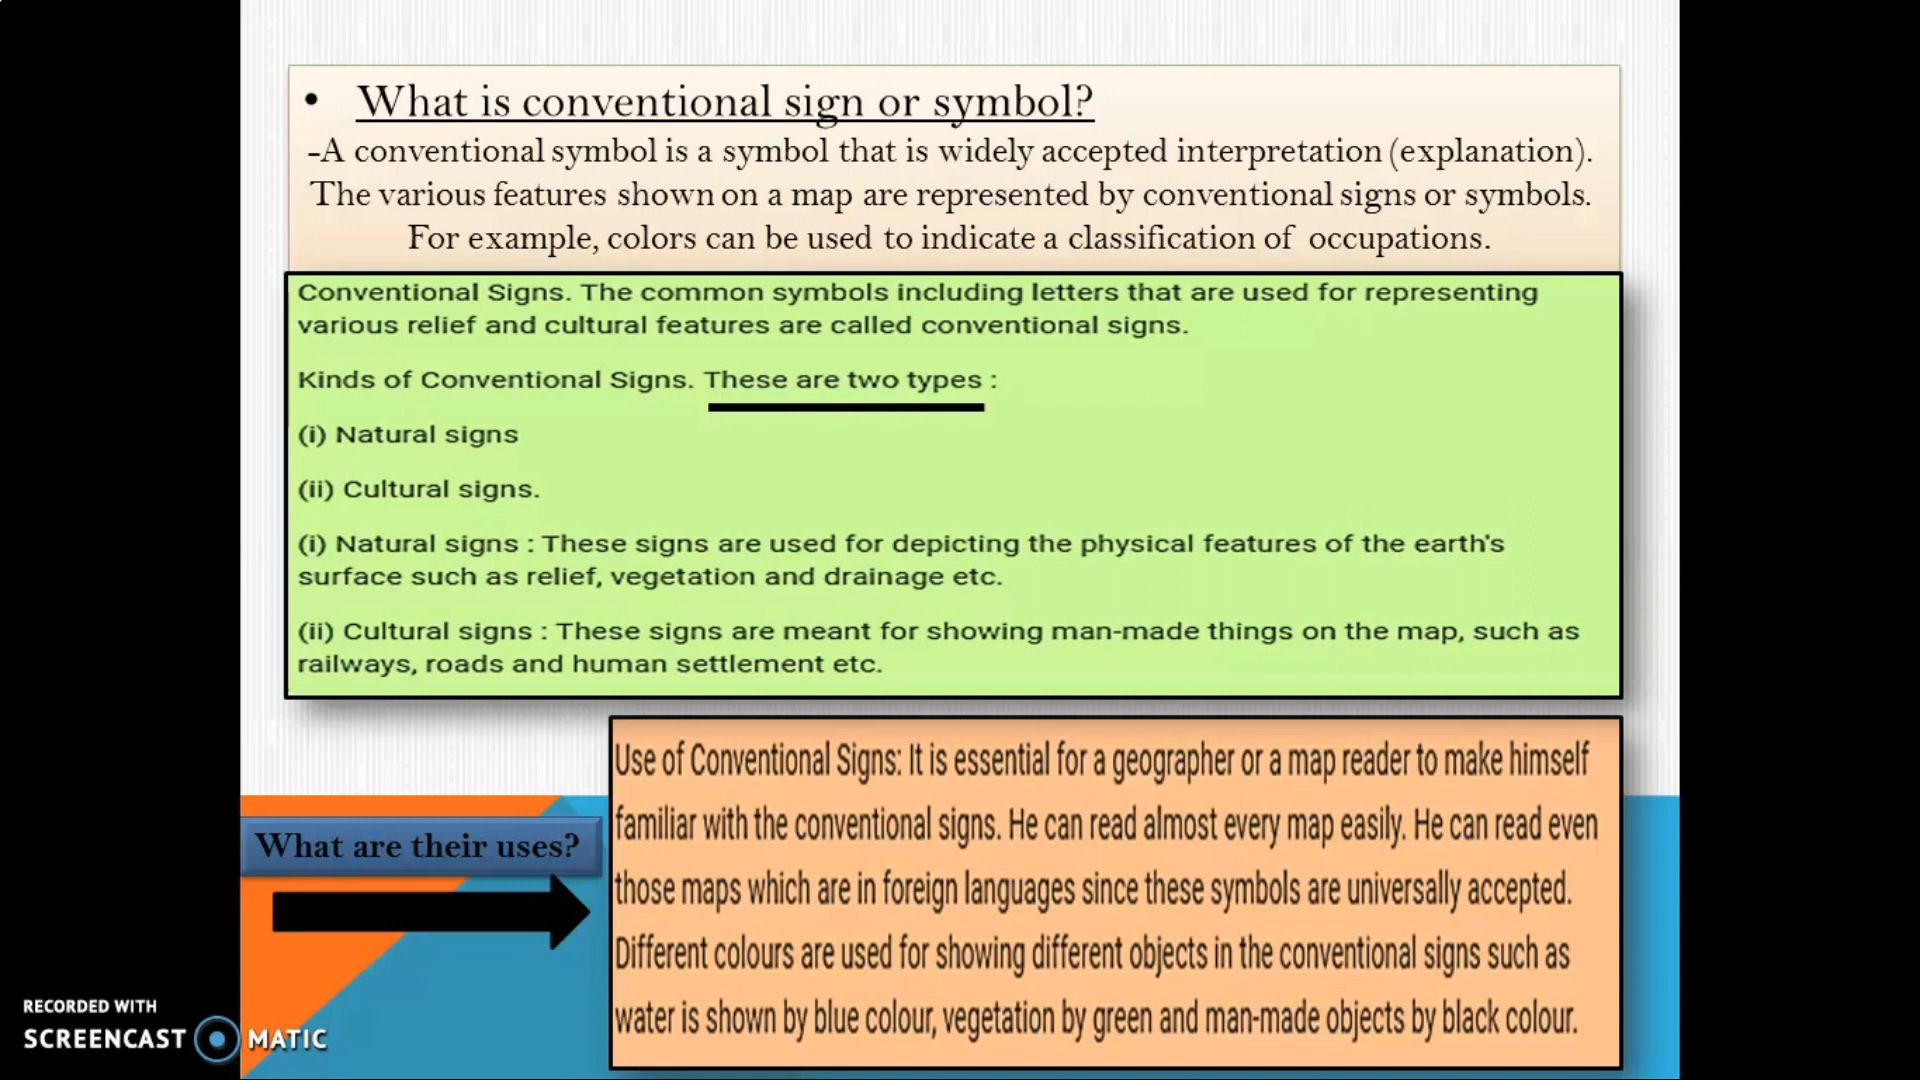 • What is conventional sign or symbol?
-A conventional symbol is a symbol that is widely accepted interpretation (explanation).
The various features shown on a map are represented by conventional signs or symbols.
For example, colors can be used to indicate a classification of occupations.
Conventional Signs. The common symbols including letters that are used for representing
various relief and cultural features are called conventional signs.
Kinds of Conventional Signs. These are two types :
(i) Natural signs
(ii) Cultural signs.
(i) Natural signs : These signs are used for depicting the physical features of the earth's
surface such as relief, vegetation and drainage etc.
(ii) Cultural signs : These signs are meant for showing man-made things on the map, such as
railways, roads and human settlement etc.
What are their uses?
Use of Conventional Signs: It is essential for a geographer or a map reader to make himself
familiar with the conventional signs. He can read almost every map easily. He can read even
those maps which are in foreign languages since these symbols are universally accepted.
Different colours are used for showing different objects in the conventional signs such as
water is shown by blue colour, vegetation by green and man-made objects by black colour.
RECORDED WITH
SCREENCAST MATIC